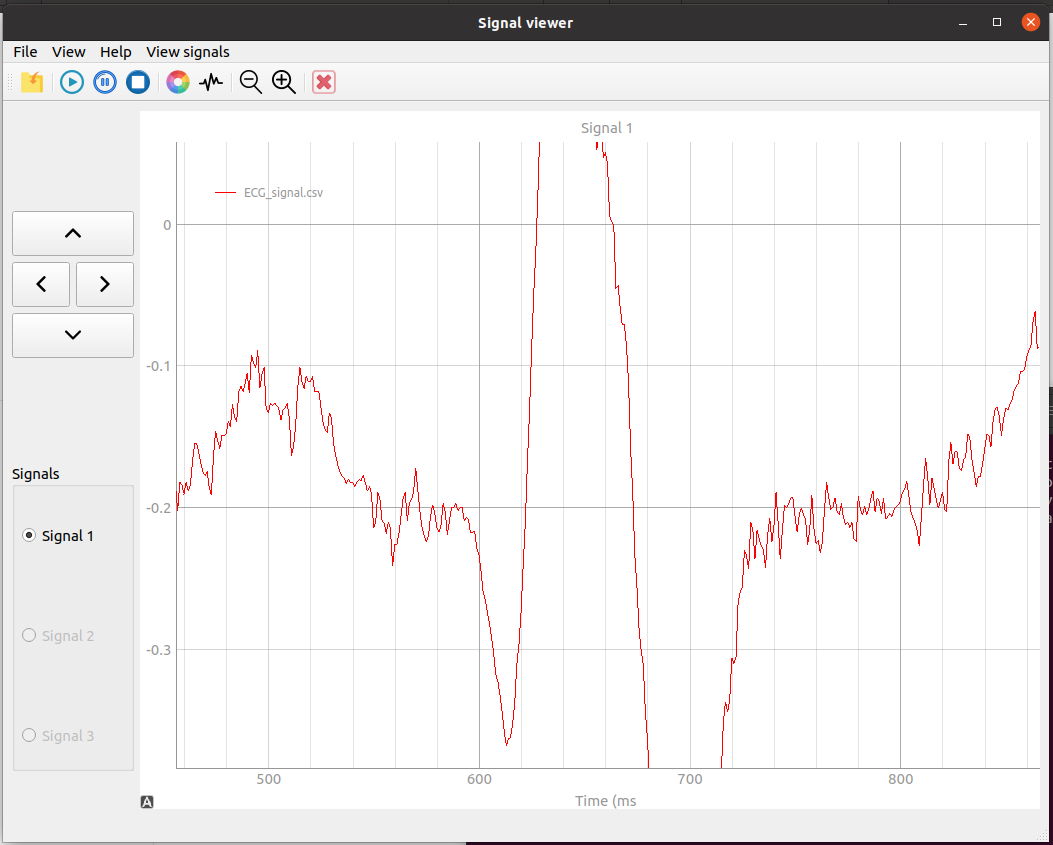 Signal viewer
File View Help View signals
Signal 1
ECG_signal.csv
0
-0.1
-0.2
-0.3
500 600 700 800
Time (ms
A
Signals
Signal 1
Signal 2
Signal 3